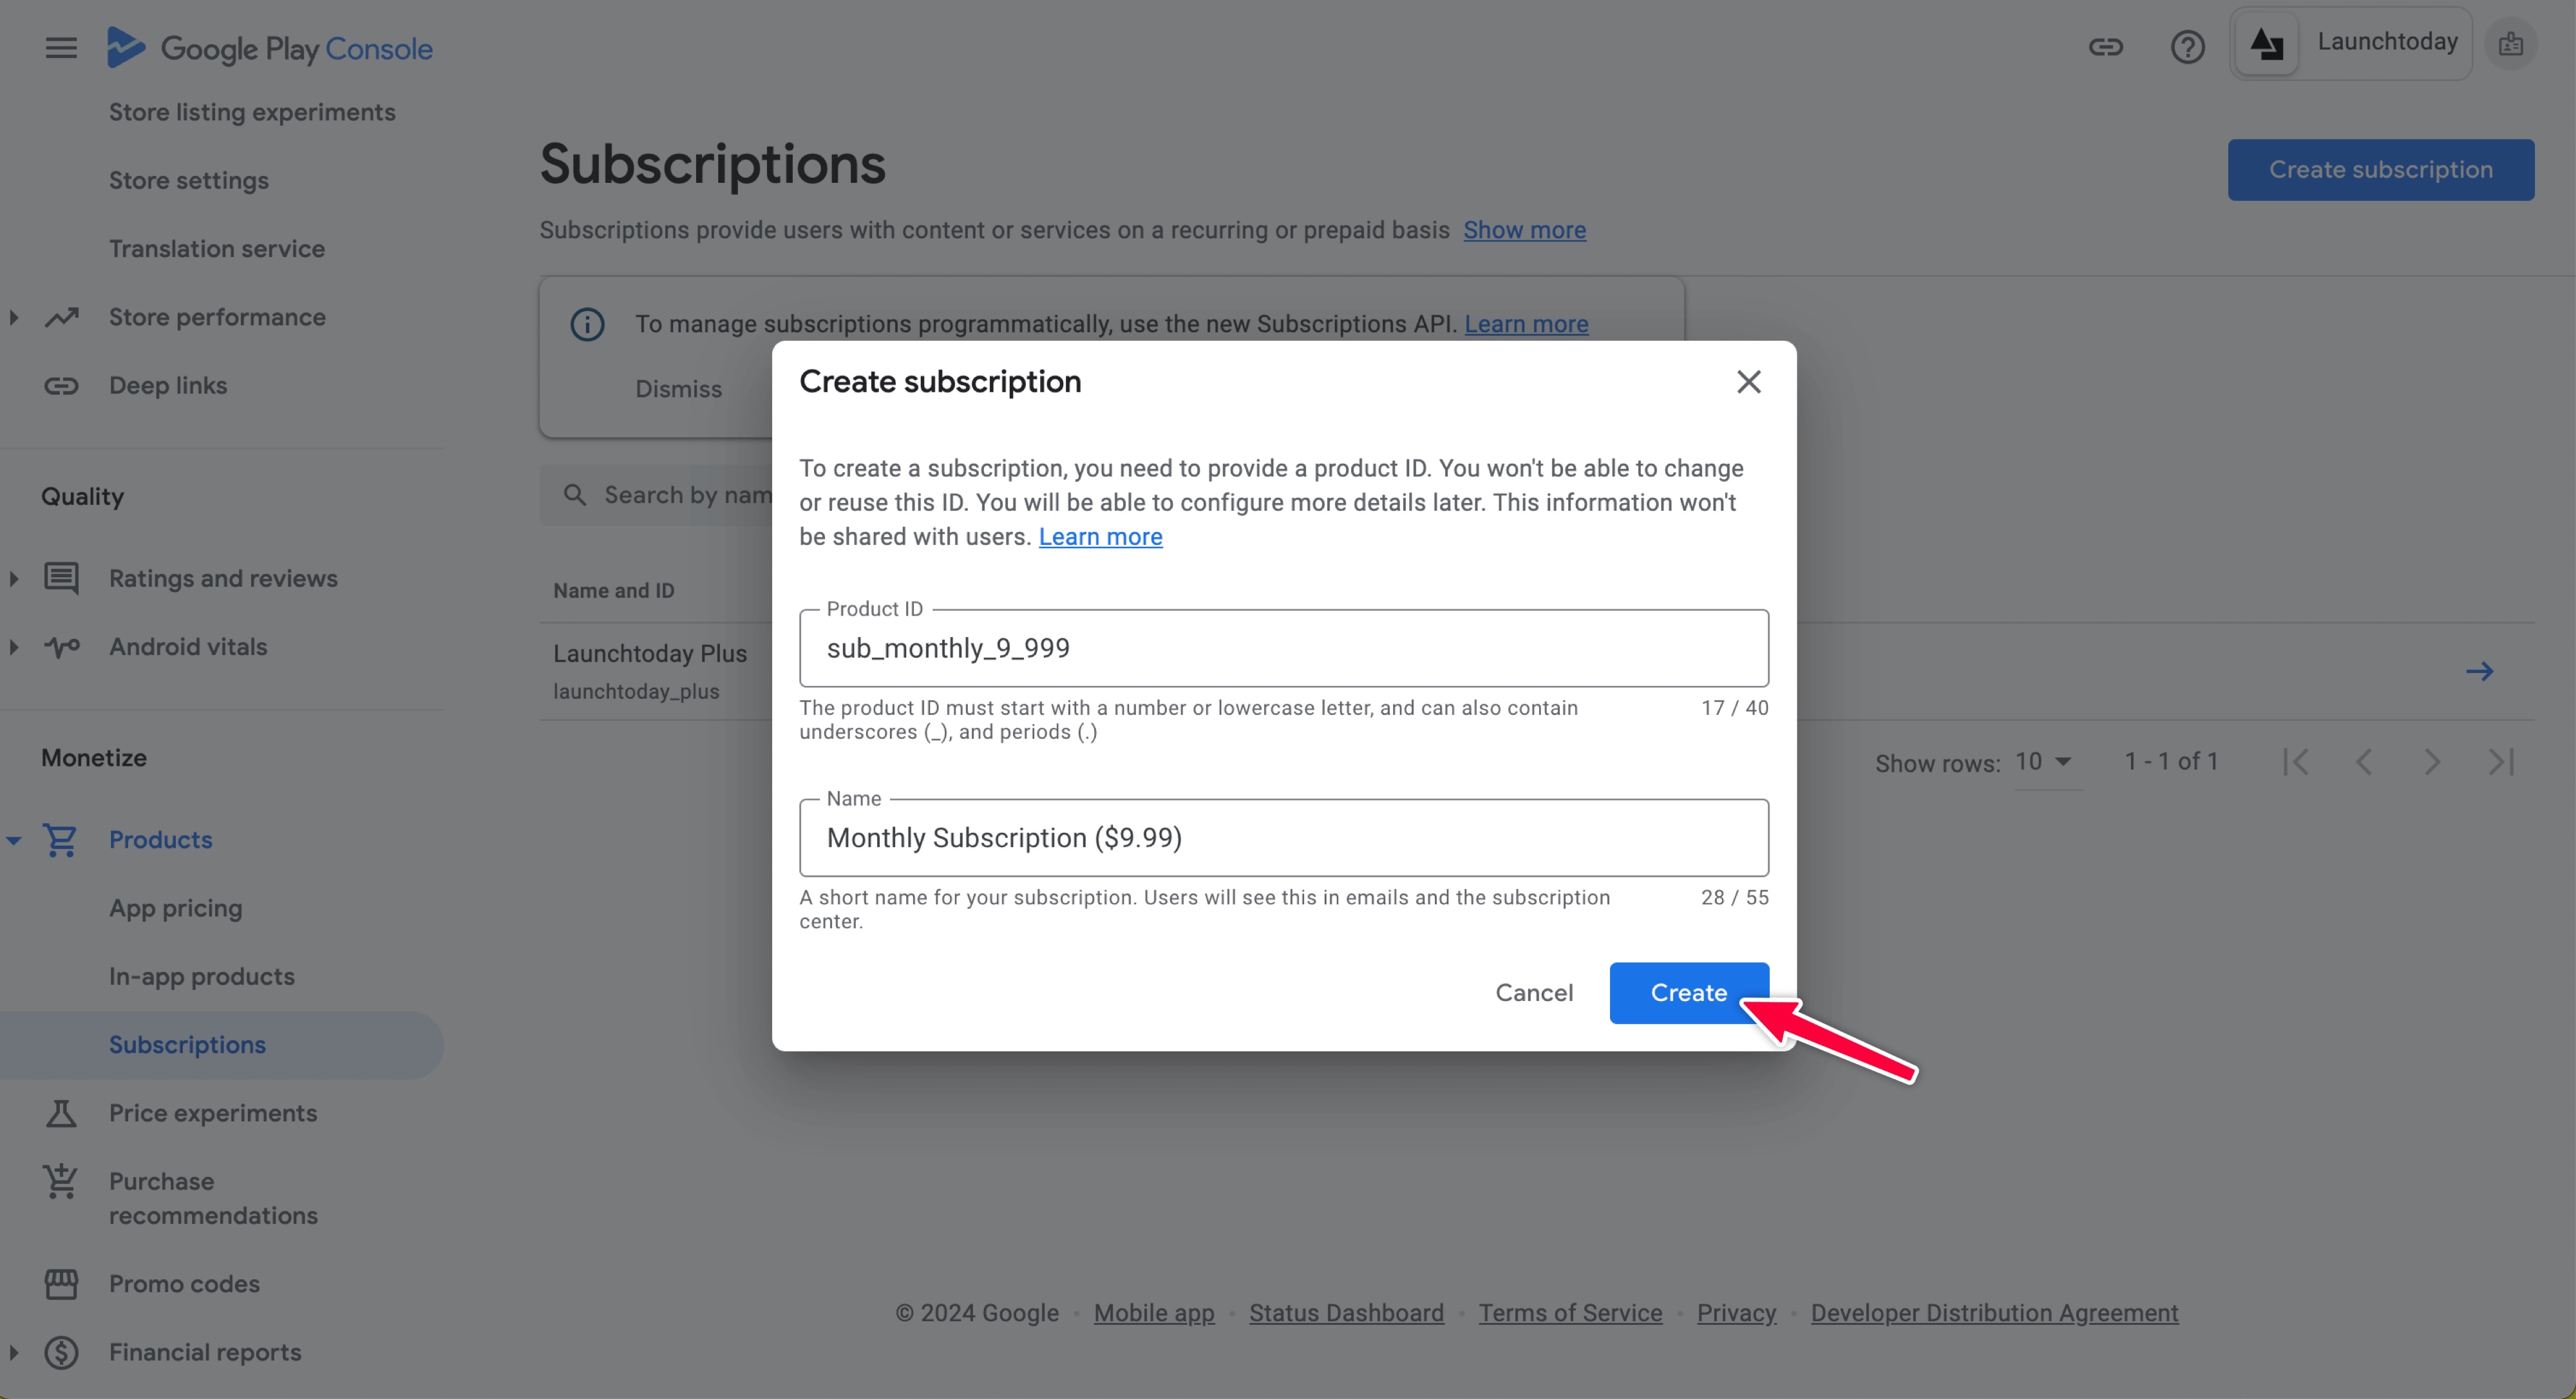 Google Play Console
Launchtoday
Store listing experiments
Store settings
Translation service
Store performance
Deep links
Quality
Ratings and reviews
Android vitals
Monetize
Products
App pricing
In-app products
Subscriptions
Price experiments
Purchase
recommendations
Promo codes
Financial reports
Subscriptions
Create subscription
Subscriptions provide users with content or services on a recurring or prepaid basis Show more
To manage subscriptions programmatically, use the new Subscriptions API. Learn more
Dismiss
Search by nam
Name and ID
Launchtoday Plus
launchtoday_plus
Show rows: 10
1 - 1 of 1
Create subscription
To create a subscription, you need to provide a product ID. You won't be able to change
or reuse this ID. You will be able to configure more details later. This information won't
be shared with users. Learn more
Product ID
sub_monthly_9_999
The product ID must start with a number or lowercase letter, and can also contain
underscores (_), and periods (.)
17 / 40
Name
Monthly Subscription ($9.99)
A short name for your subscription. Users will see this in emails and the subscription
center.
28 / 55
Cancel
Create
© 2024 Google · Mobile app · Status Dashboard · Terms of Service · Privacy · Developer Distribution Agreement